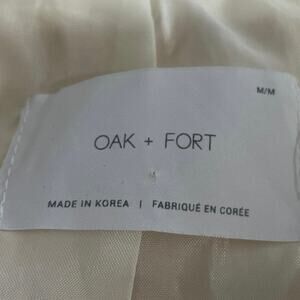 M/M
OAK + FORT
MADE IN KOREA | FABRIQUÉ EN CORÉE